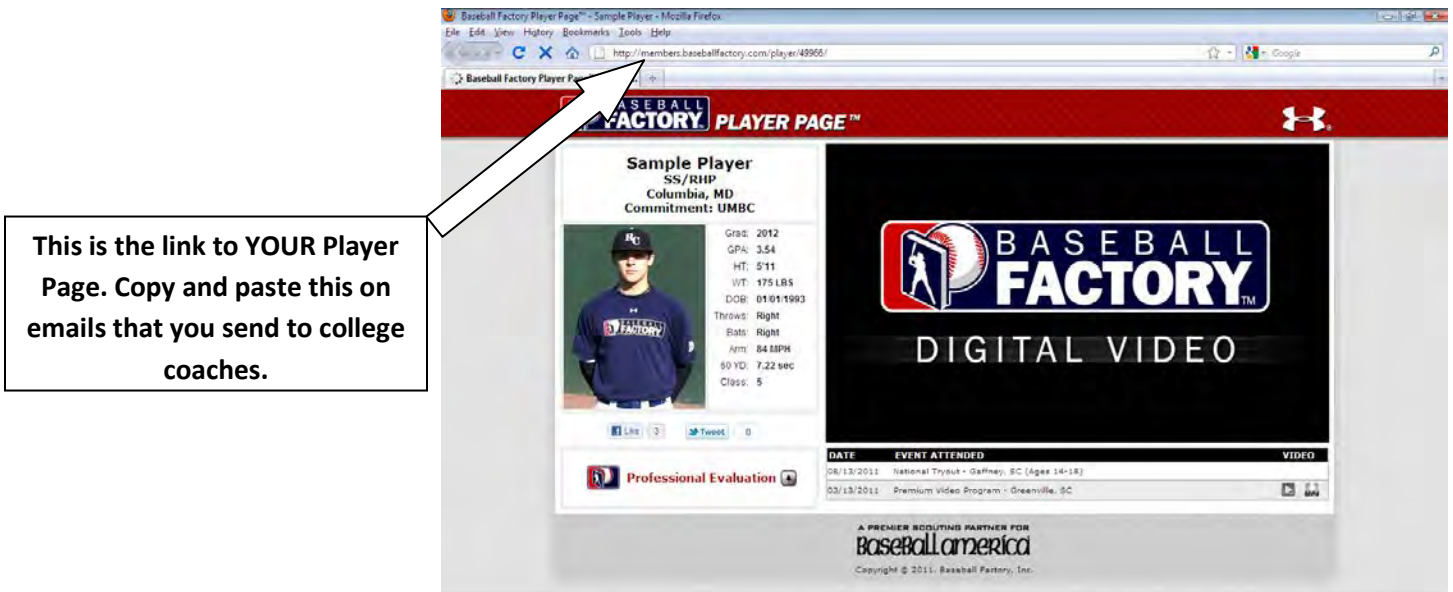 Baseball Factory Player Page™ - Sample Player - Mozilla Firefox
File Edit View History Bookmarks Tools Help
http://members.baseballfactory.com/player/49966/
Google
Baseball Factory Player
BASEBALL
FACTORY. PLAYER PAGE™
Sample Player
SS/RHP
Columbia, MD
Commitment: UMBC
Grad: 2012
GPA: 3.54
HT: 5'11
WT: 175 LBS
DOB: 01/01/1993
Throws: Right
Bats: Right
Arm: 84 MPH
60 YD: 7.22 sec
Class: 5
Like 3 Tweet 0
Professional Evaluation
This is the link to YOUR Player
Page. Copy and paste this on
emails that you send to college
coaches.
BASEBALL
FACTORY TM
DIGITAL VIDEO
DATE EVENT ATTENDED VIDEO
08/13/2011 National Tryout - Gaffney, SC (Ages 14-18)
03/13/2011 Premium Video Program - Greenville, SC
A PREMIER SCOUTING PARTNER FOR
BaseBall america
Copyright © 2011. Baseball Factory, Inc.